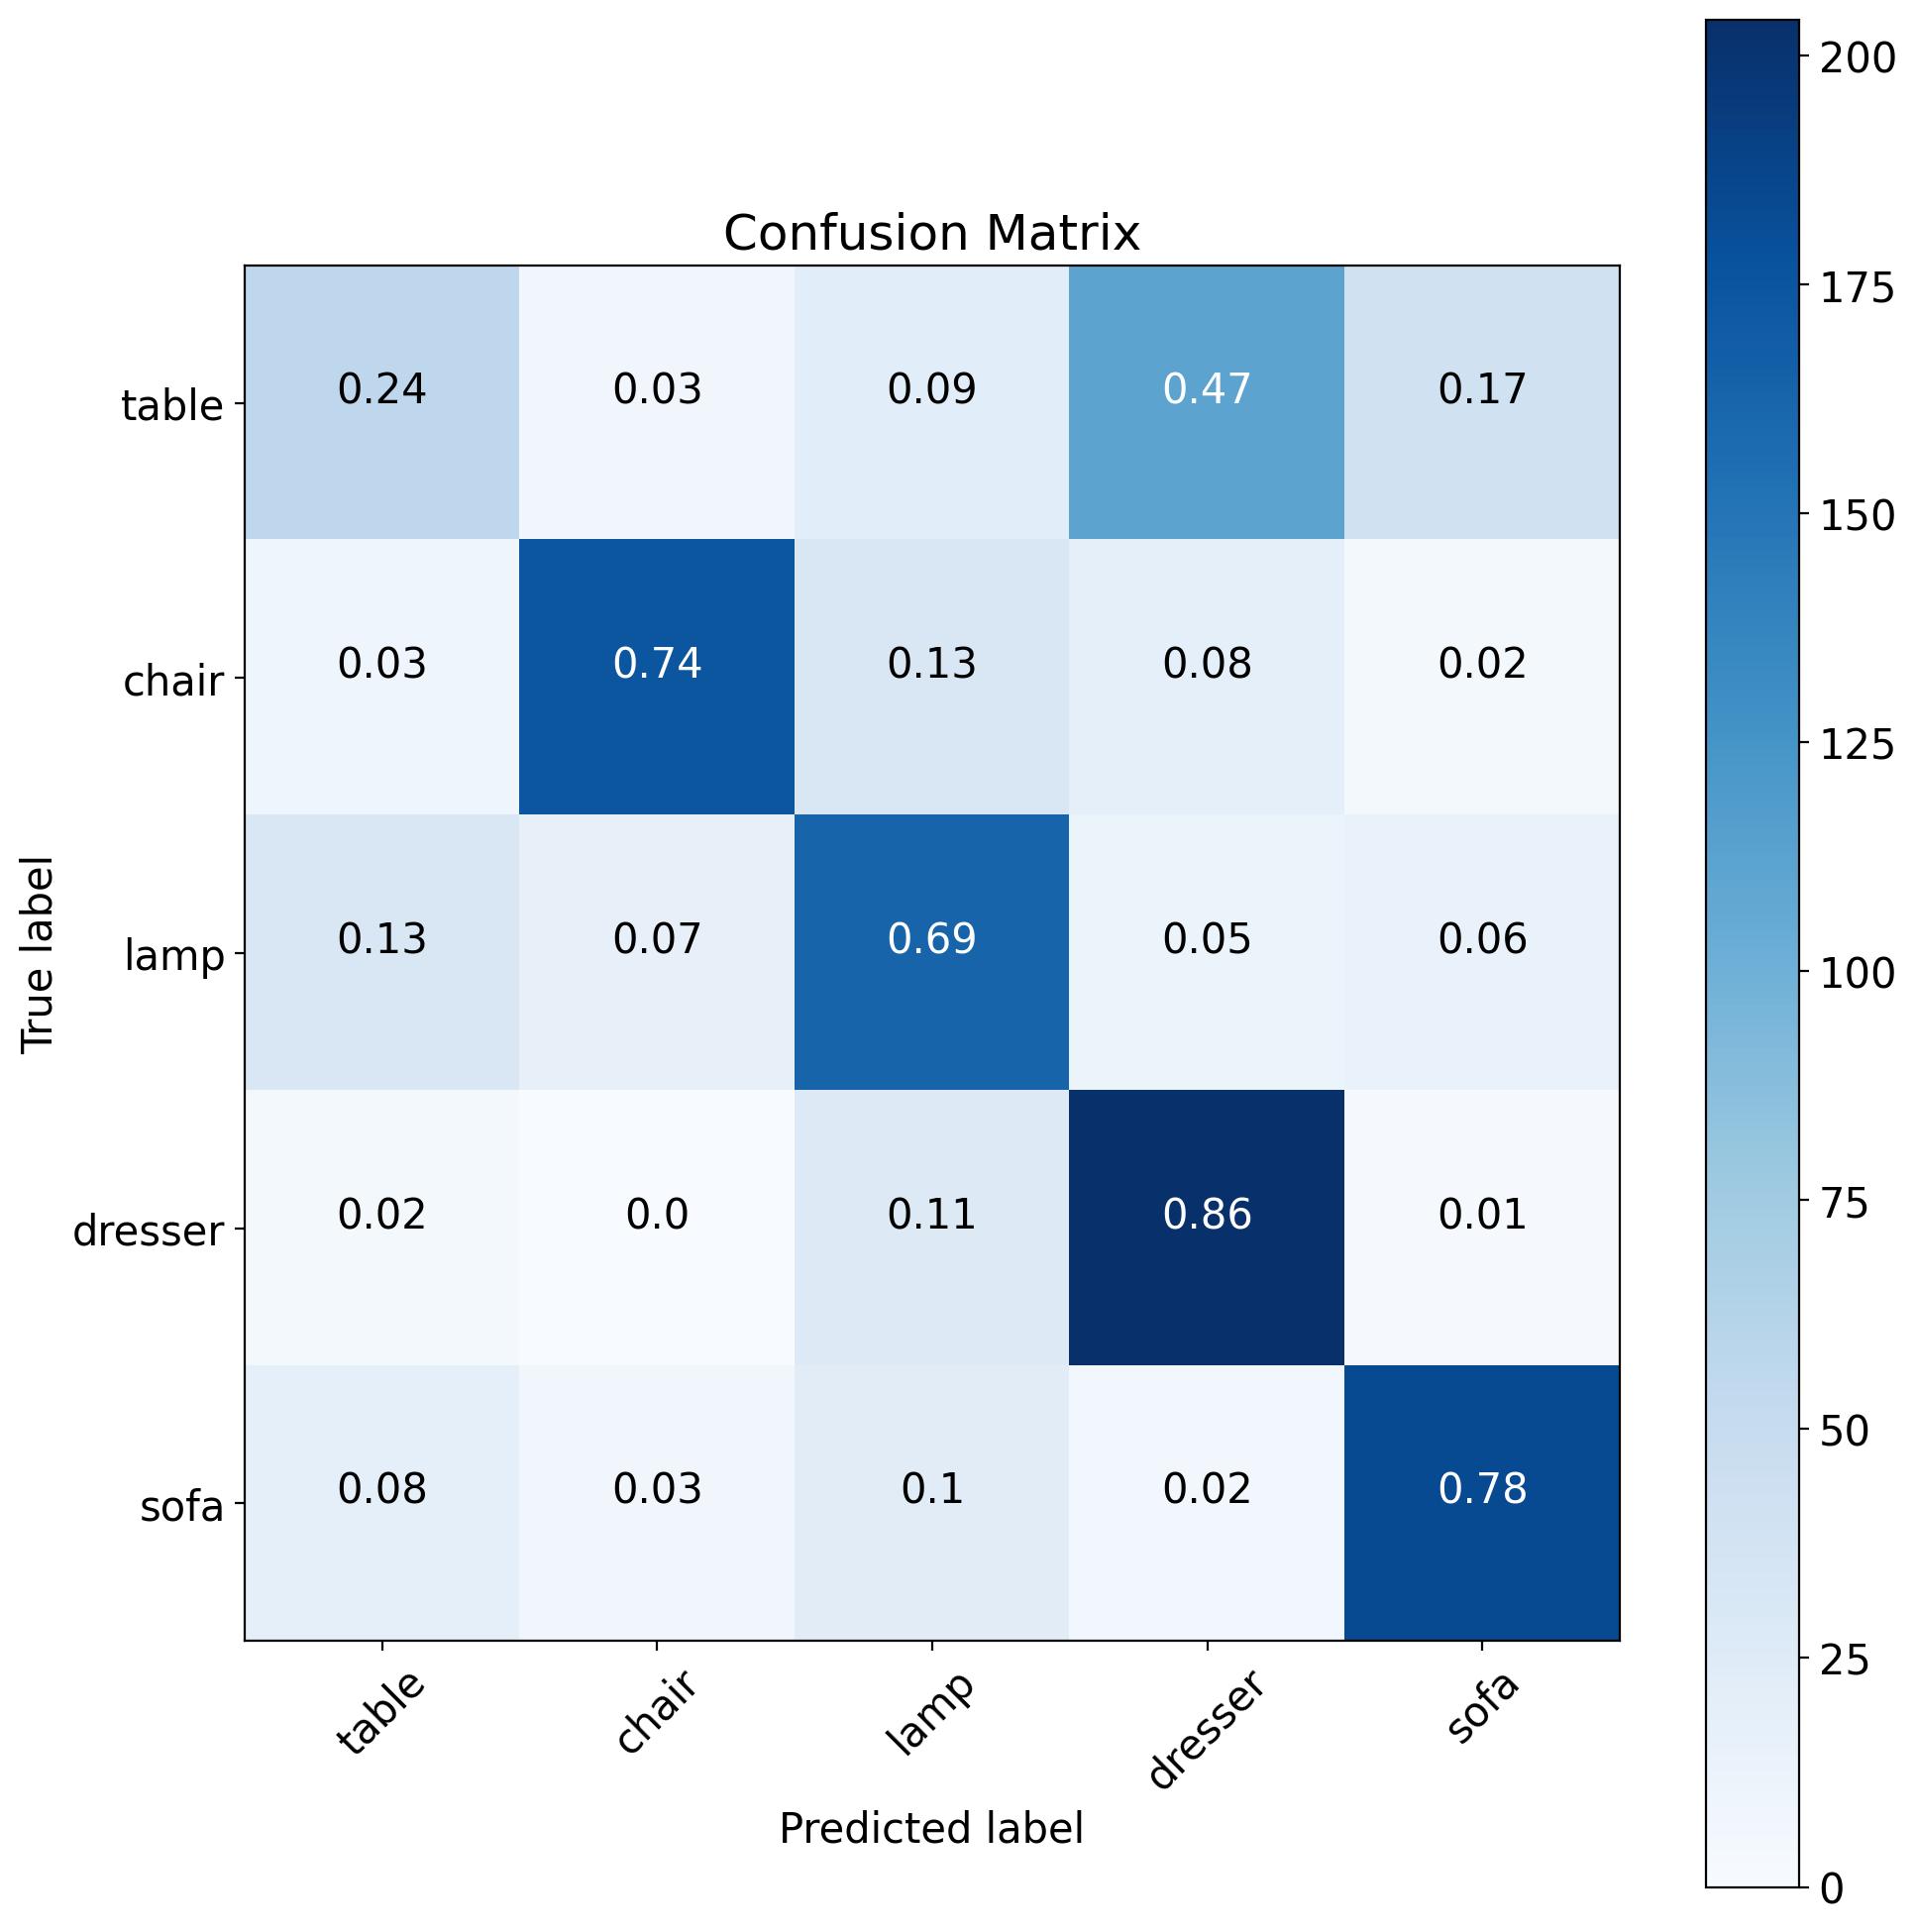 Confusion Matrix
True label
table 0.24 0.03 0.09 0.47 0.17
chair 0.03 0.74 0.13 0.08 0.02
lamp 0.13 0.07 0.69 0.05 0.06
dresser 0.02 0.0 0.11 0.86 0.01
sofa 0.08 0.03 0.1 0.02 0.78
table chair lamp dresser sofa
Predicted label
200
175
150
125
100
75
50
25
0